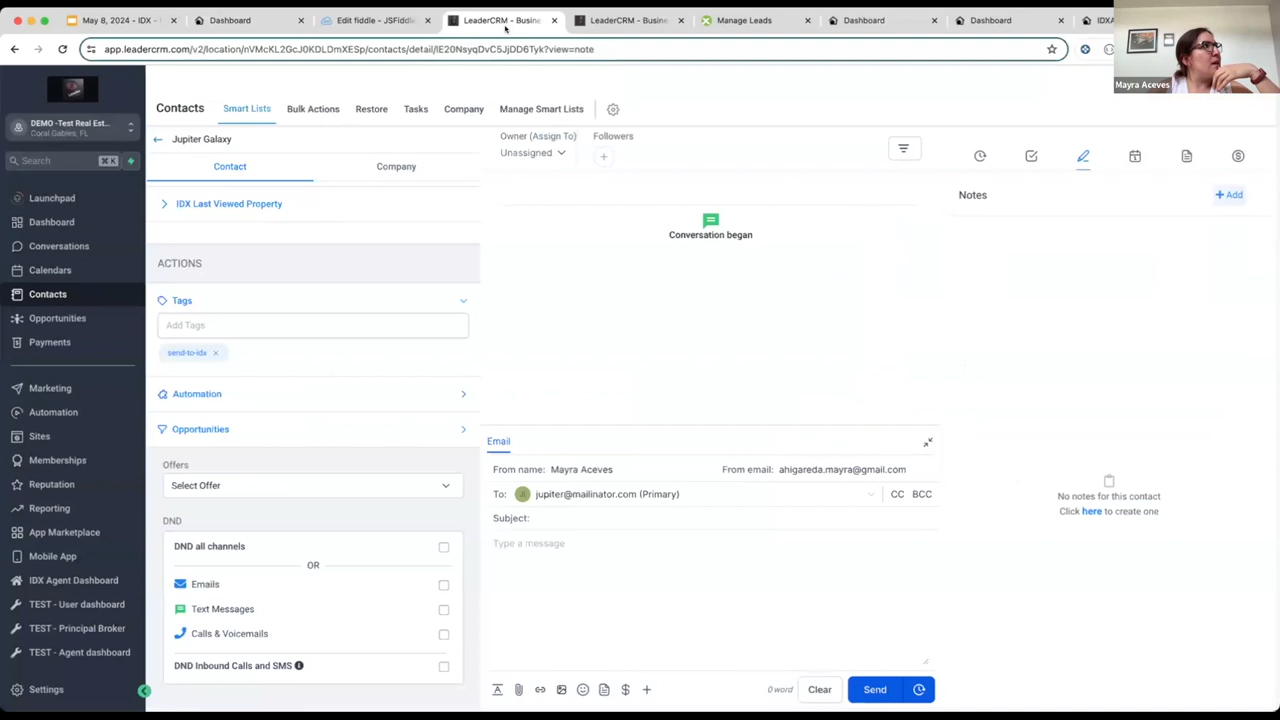 May 8, 2024 - IDX -
Dashboard
Edit fiddle - JSFiddl
LeaderCRM - Busine
LeaderCRM - Busine
Manage Leads
Dashboard
Dashboard
IDXA
app.leadercrm.com/v2/location/nVMcKL2GcJ0KDLDmXESp/contacts/detail/lE20NsyqDvC5JjDD6Tyk?view=note
Mayra Aceves
DEMO -Test Real Est...
Coral Gables, FL
Search
⌘ K
Launchpad
Dashboard
Conversations
Calendars
Contacts
Opportunities
Payments
Marketing
Automation
Sites
Memberships
Reputation
Reporting
App Marketplace
Mobile App
IDX Agent Dashboard
TEST - User dashboard
TEST - Principal Broker
TEST - Agent dashboard
Settings
Contacts
Smart Lists
Bulk Actions
Restore
Tasks
Company
Manage Smart Lists
Jupiter Galaxy
Contact
Company
IDX Last Viewed Property
ACTIONS
Tags
Add Tags
send-to-idx
Automation
Opportunities
Offers
Select Offer
DND
DND all channels
OR
Emails
Text Messages
Calls & Voicemails
DND Inbound Calls and SMS
Owner (Assign To)
Followers
Unassigned
Conversation began
Email
From name: Mayra Aceves
From email: ahigareda.mayra@gmail.com
To: JL jupiter@mailinator.com (Primary)
CC BCC
Subject:
Type a message
0 word
Clear
Send
Notes
+ Add
No notes for this contact
Click here to create one